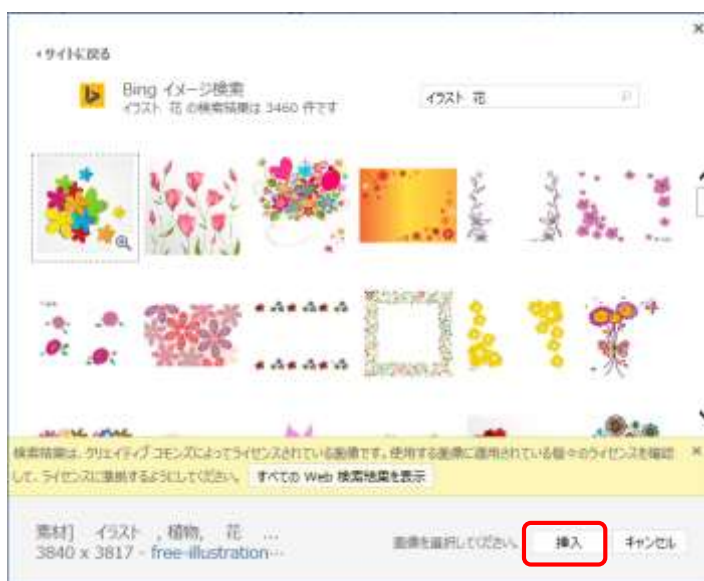 ‹サイトに戻る
Bing イメージ検索
イラスト 花 の検索結果は 3460 件です
イラスト 花
検索結果は、クリエイティブ コモンズによってライセンスされている画像です。使用する画像に適用されている個々のライセンスを確認
して、ライセンスに準拠するようにしてください。 すべての Web 検索結果を表示
素材] イラスト , 植物, 花 ...
3840 x 3817 - free-illustration…
画像を選択してください。 挿入 キャンセル